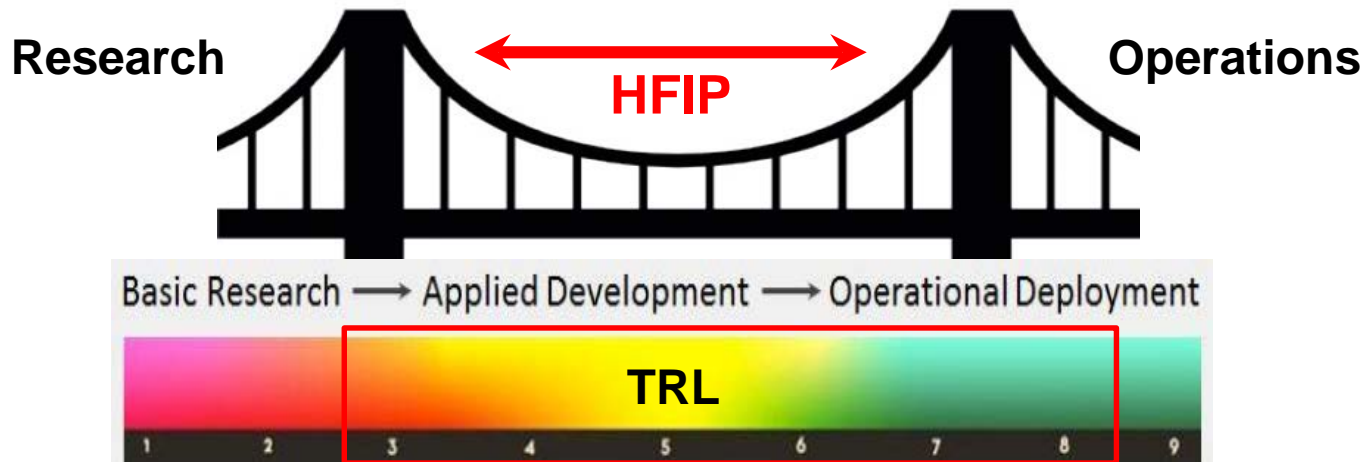 Research
Operations
HFIP
Basic Research → Applied Development → Operational Deployment
TRL
1 2 3 4 5 6 7 8 9